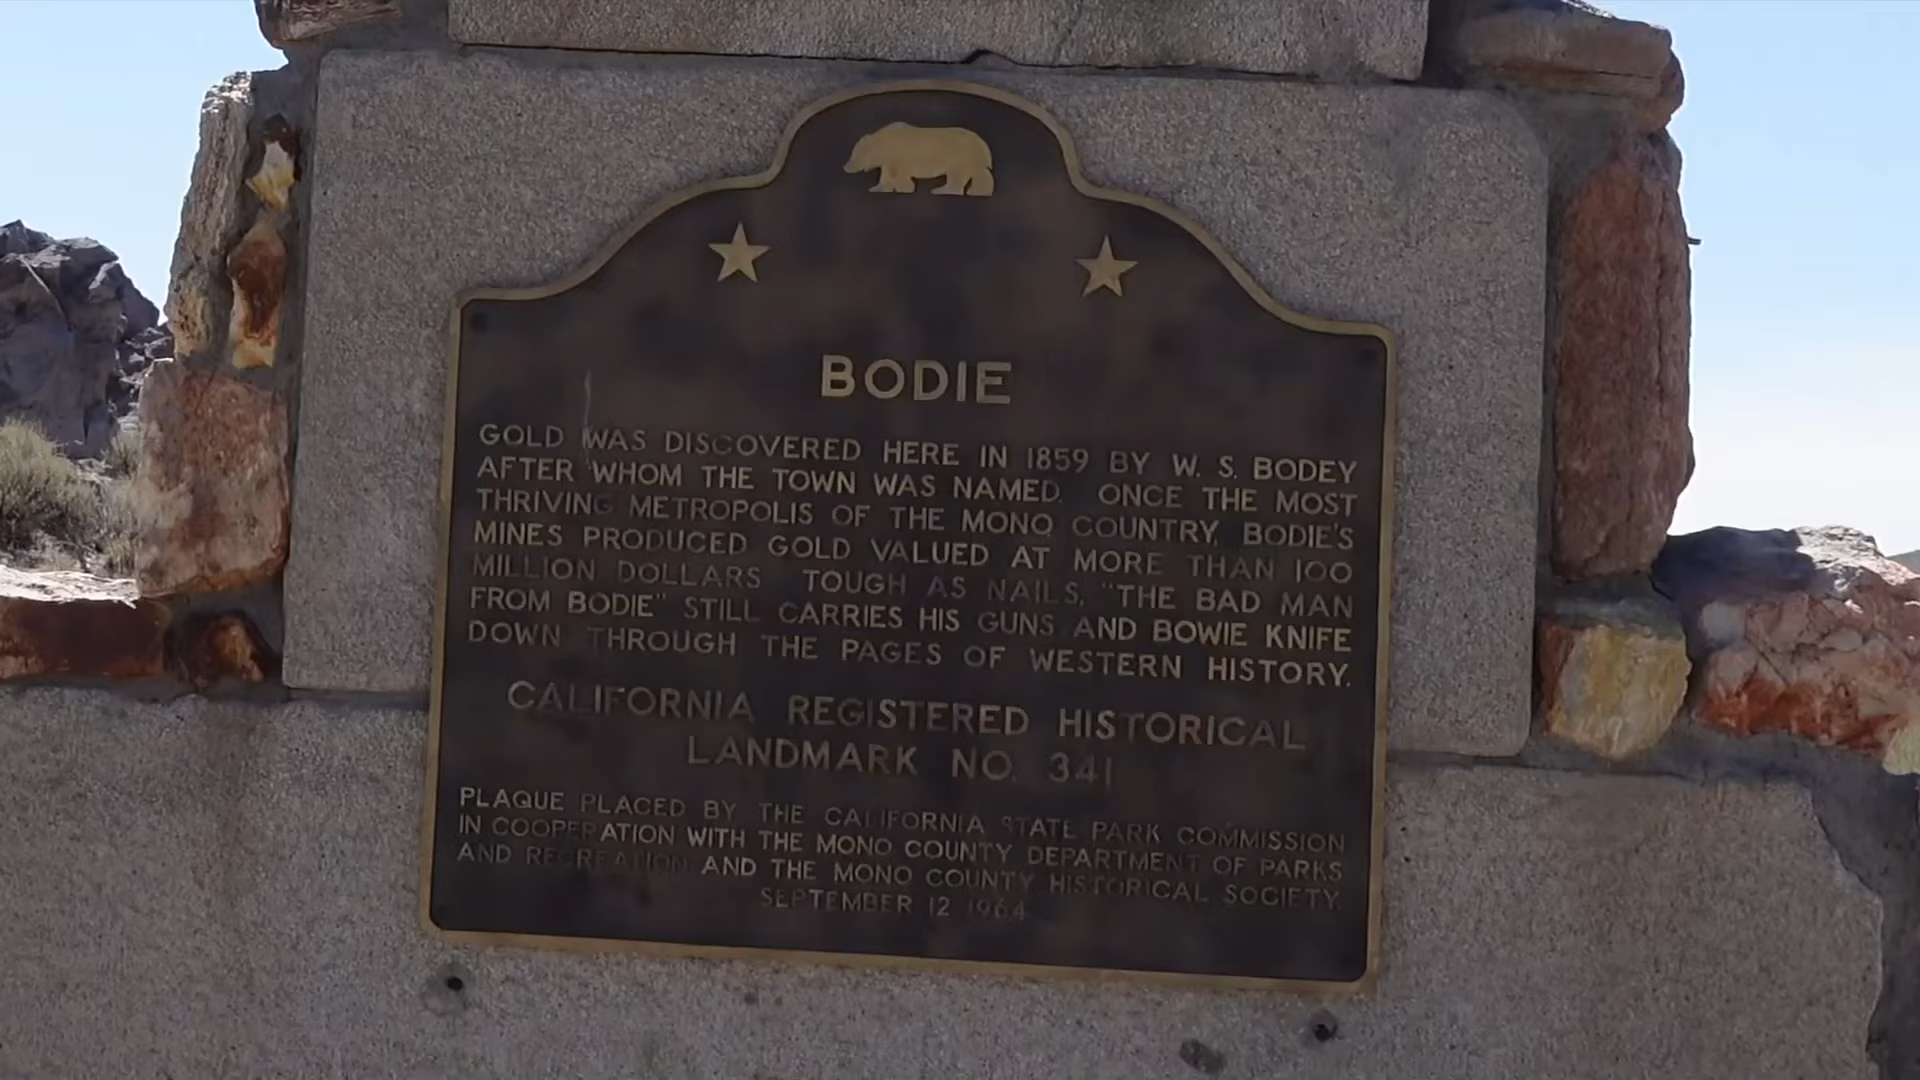 BODIE
GOLD WAS DISCOVERED HERE IN 1859 BY W. S. BODEY
AFTER WHOM THE TOWN WAS NAMED. ONCE THE MOST
THRIVING METROPOLIS OF THE MONO COUNTRY, BODIE'S
MINES PRODUCED GOLD VALUED AT MORE THAN 100
MILLION DOLLARS TOUGH AS NAILS, "THE BAD MAN
FROM BODIE" STILL CARRIES HIS GUNS AND BOWIE KNIFE
DOWN THROUGH THE PAGES OF WESTERN HISTORY.
CALIFORNIA REGISTERED HISTORICAL
LANDMARK NO. 341
PLAQUE PLACED BY THE CALIFORNIA STATE PARK COMMISSION
IN COOPERATION WITH THE MONO COUNTY DEPARTMENT OF PARKS
AND RECREATION AND THE MONO COUNTY HISTORICAL SOCIETY.
SEPTEMBER 12 1964